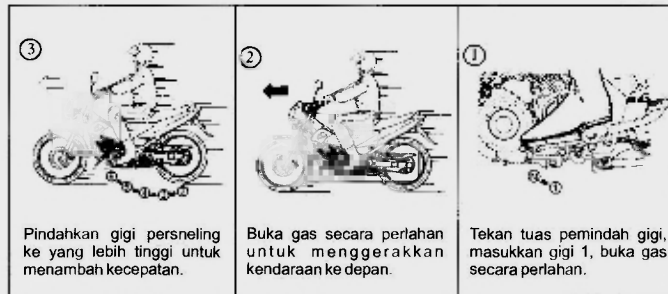 ③
Pindahkan gigi persneling
ke yang lebih tinggi untuk
menambah kecepatan.
②
Buka gas secara perlahan
untuk menggerakkan
kendaraan ke depan.
①
Tekan tuas pemindah gigi,
masukkan gigi 1, buka gas
secara perlahan.